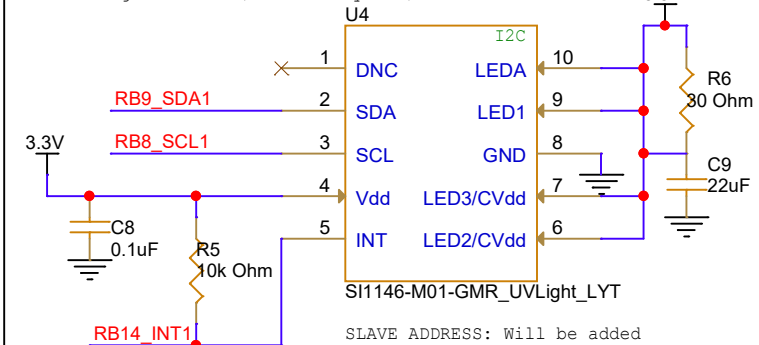 U4
I2C
1 DNC LEDA 10
RB9_SDA1 2 SDA LED1 9
R6
30 Ohm
RB8_SCL1 3 SCL GND 8
3.3V
C9
22uF
4 Vdd LED3/CVdd 7
C8
0.1uF
5 INT LED2/CVdd 6
R5
10k Ohm
SI1146-M01-GMR_UVLight_LYT
RB14_INT1
SLAVE ADDRESS: Will be added